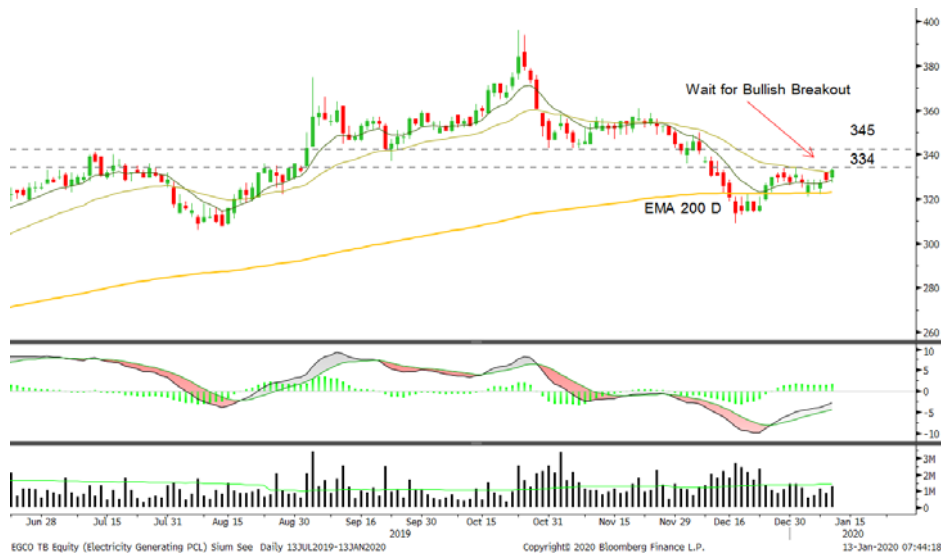 400
380
Wait for Bullish Breakout
360
345
340
334
320
EMA 200 D
300
280
260
10
5
0
-5
-10
3M
2M
1M
0
Jun 28 Jul 15 Jul 31 Aug 15 Aug 30 Sep 16 Sep 30 Oct 15 Oct 31 Nov 15 Nov 29 Dec 16 Dec 30 Jan 15
2019 2020
EGCO TB Equity (Electricity Generating PCL) Sium See Daily 13JUL2019-13JAN2020 Copyright© 2020 Bloomberg Finance L.P. 13-Jan-2020 07:44:18